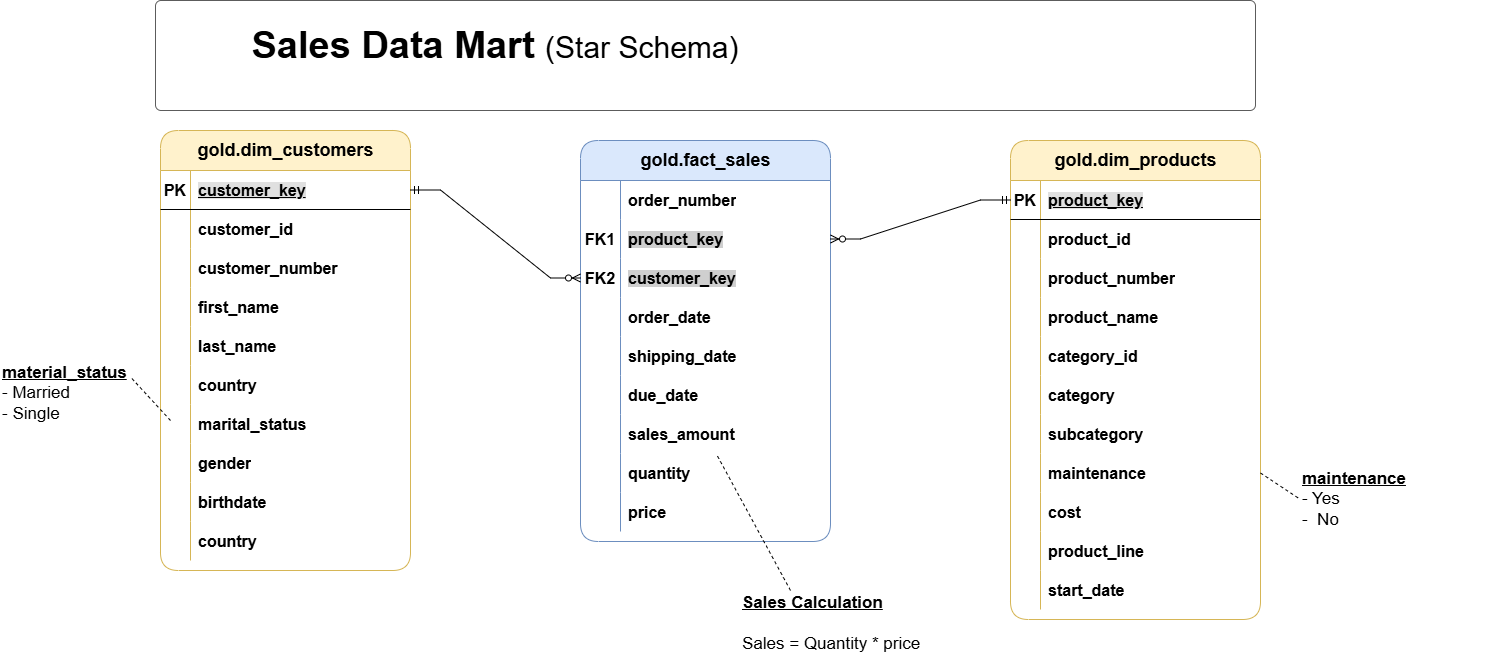 Sales Data Mart (Star Schema)
gold.dim_customers
PK customer_key
customer_id
customer_number
first_name
last_name
country
marital_status
gender
birthdate
country
material_status
- Married
- Single
gold.fact_sales
order_number
FK1 product_key
FK2 customer_key
order_date
shipping_date
due_date
sales_amount
quantity
price
Sales Calculation
Sales = Quantity * price
gold.dim_products
PK product_key
product_id
product_number
product_name
category_id
category
subcategory
maintenance
cost
product_line
start_date
maintenance
- Yes
- No